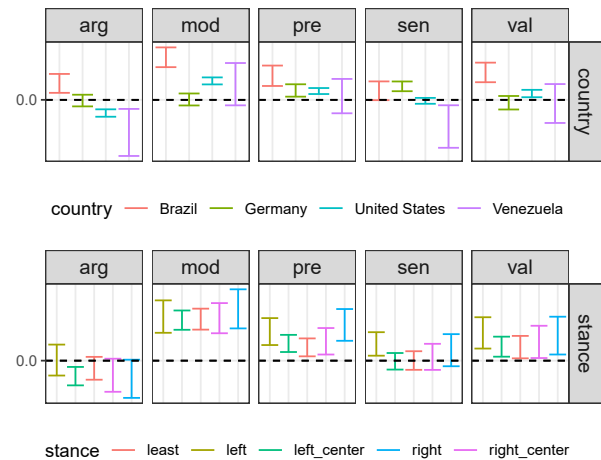 arg mod pre sen val
0.0
country
country Brazil Germany United States Venezuela
arg mod pre sen val
0.0
stance
stance least left left_center right right_center